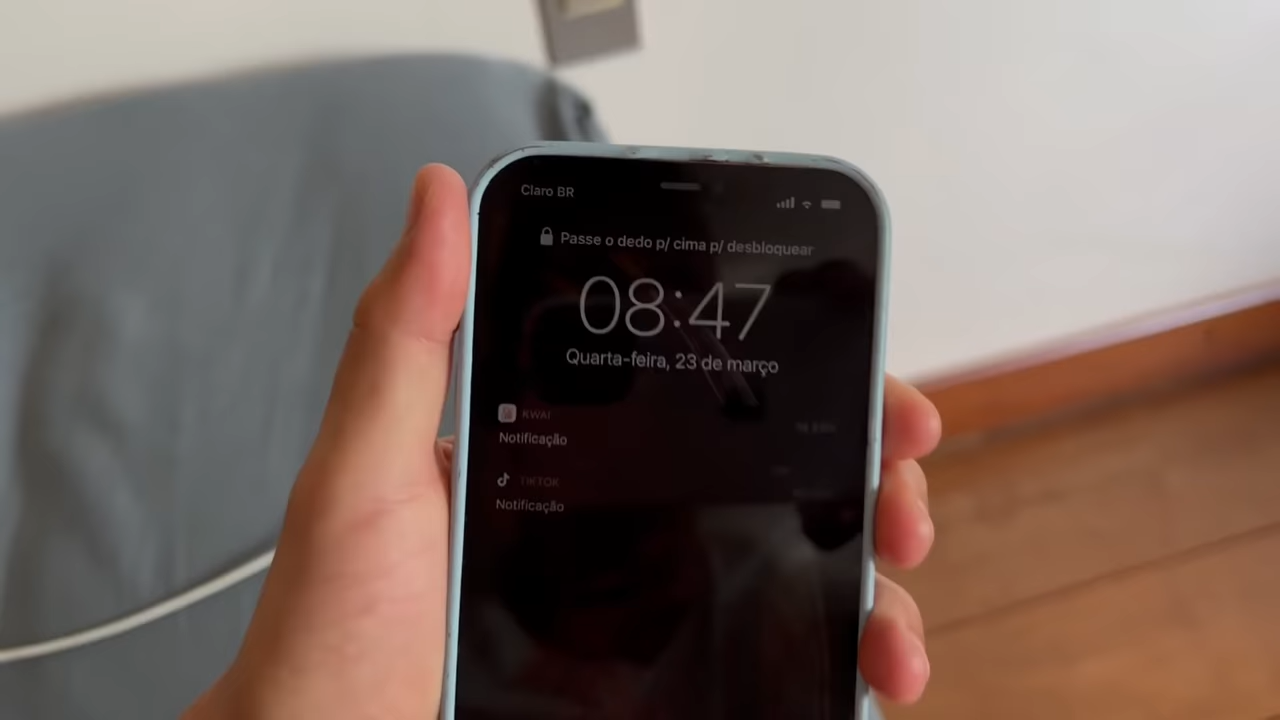 Claro BR
Passe o dedo p/ cima p/ desbloquear
08:47
Quarta-feira, 23 de março
KWAI
Notificação
TIKTOK
Notificação